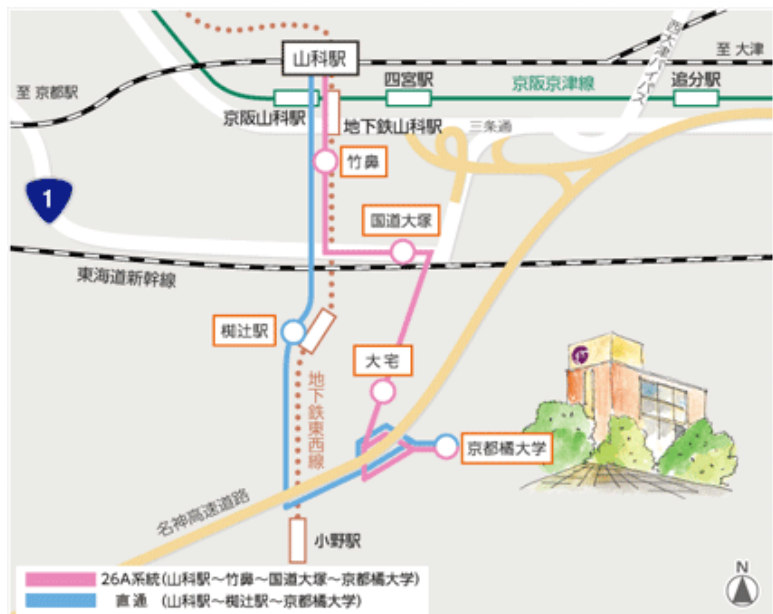 山科駅
至 大津
西大津バイパス
至 京都駅
四宮駅
京阪京津線
追分駅
京阪山科駅
地下鉄山科駅
三条通
竹鼻
1
国道大塚
東海道新幹線
椥辻駅
大宅
地下鉄東西線
京都橘大学
名神高速道路
小野駅
26A系統(山科駅~竹鼻~国道大塚~京都橘大学)
直通 (山科駅~椥辻駅~京都橘大学)
N